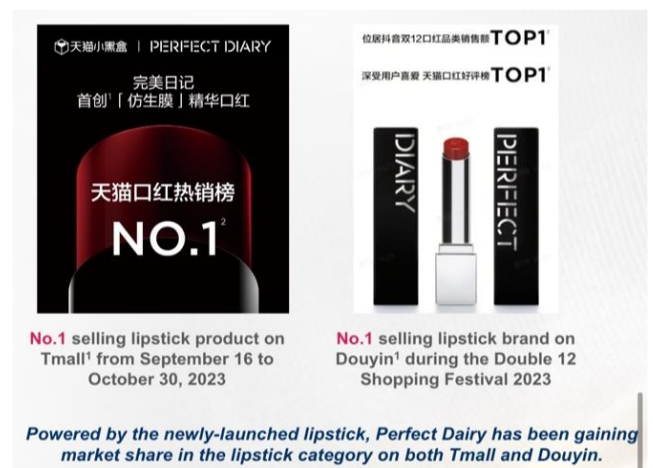 天猫小黑盒 | PERFECT DIARY
完美日记
首创¹「仿生膜」精华口红
天猫口红热销榜
NO.1²
位居抖音双12口红品类销售额TOP1²
深受用户喜爱 天猫口红好评榜TOP1¹
DIARY
PERFECT
No.1 selling lipstick product on
Tmall¹ from September 16 to
October 30, 2023
No.1 selling lipstick brand on
Douyin¹ during the Double 12
Shopping Festival 2023
Powered by the newly-launched lipstick, Perfect Dairy has been gaining
market share in the lipstick category on both Tmall and Douyin.